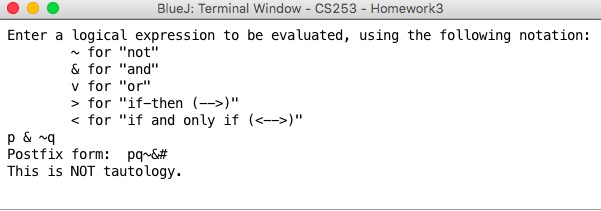 BlueJ: Terminal Window - CS253 - Homework3
Enter a logical expression to be evaluated, using the following notation:
~ for "not"
& for "and"
v for "or"
> for "if-then (-->)"
< for "if and only if (<-->)"
p & ~q
Postfix form:  pq~&#
This is NOT tautology.